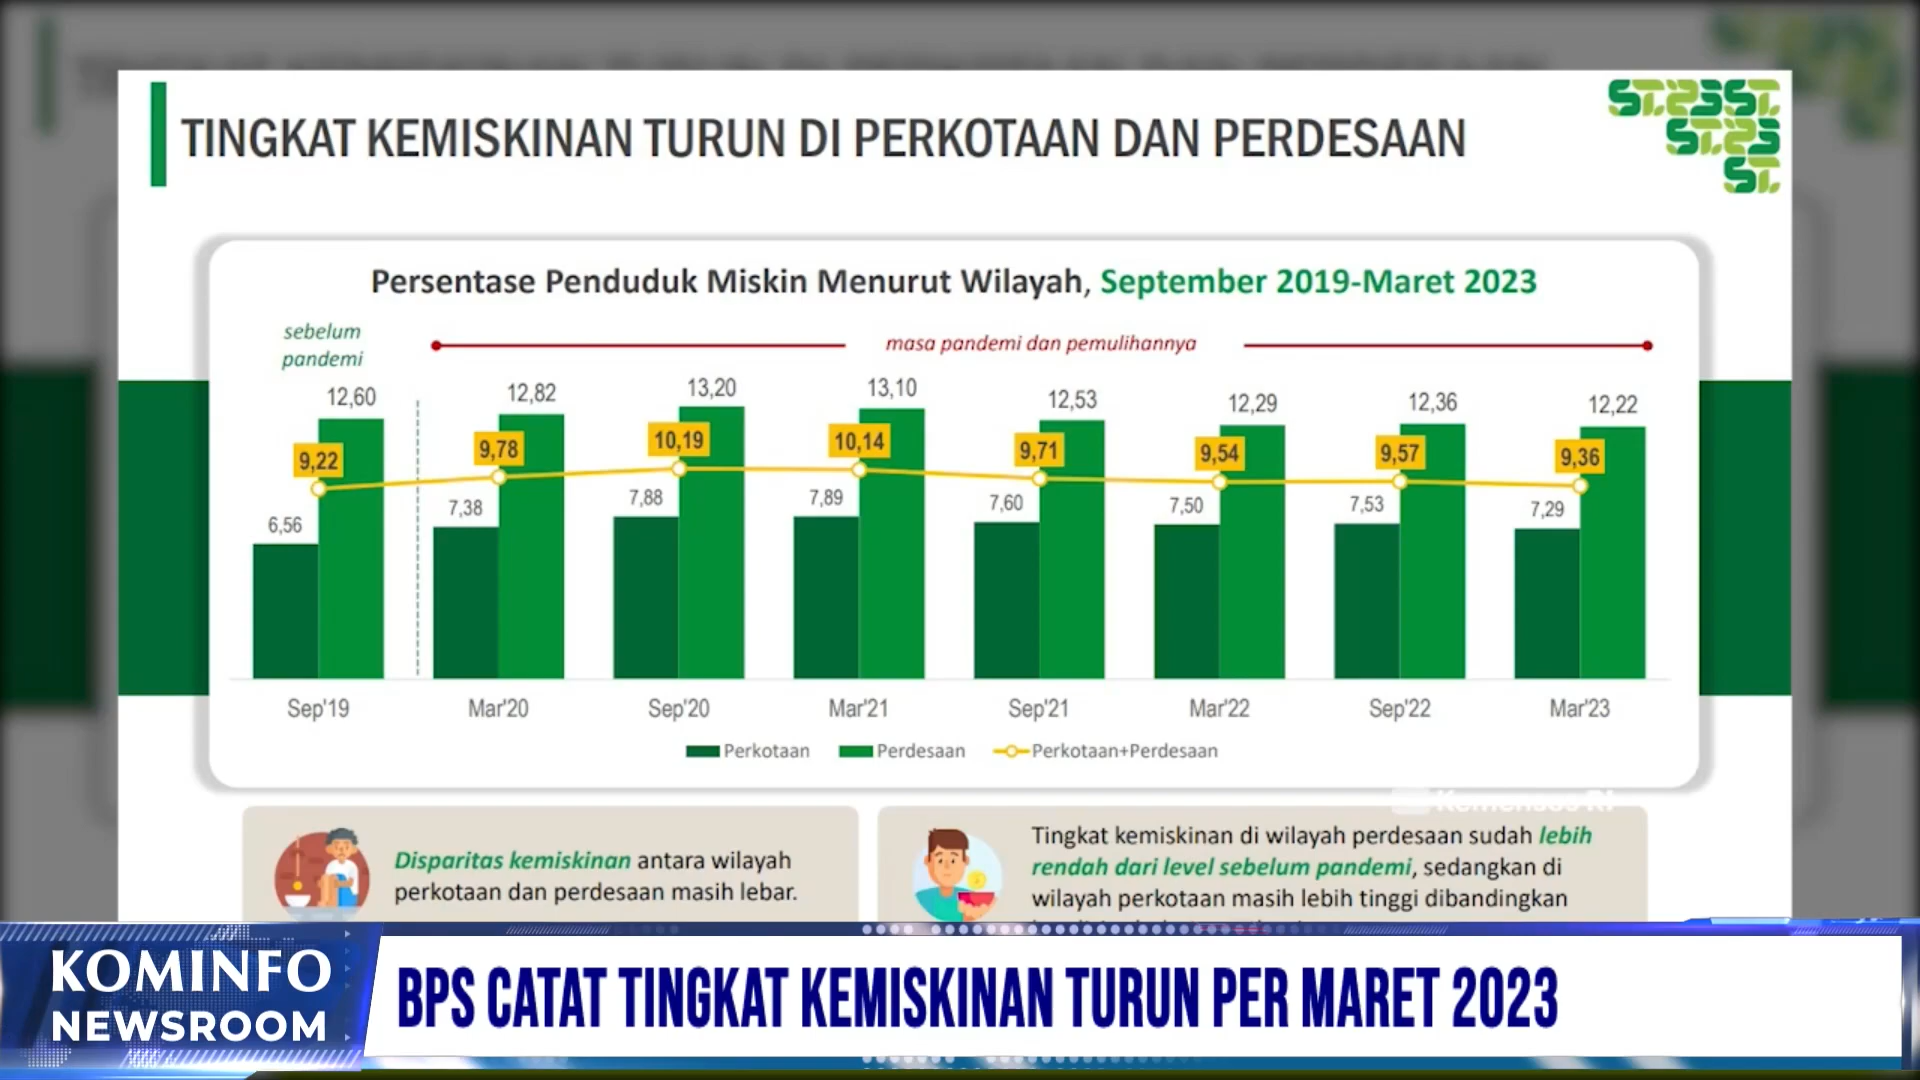 TINGKAT KEMISKINAN TURUN DI PERKOTAAN DAN PERDESAAN
Persentase Penduduk Miskin Menurut Wilayah, September 2019-Maret 2023
sebelum
pandemi
masa pandemi dan pemulihannya
12,60 12,82 13,20 13,10 12,53 12,29 12,36 12,22
9,22 9,78 10,19 10,14 9,71 9,54 9,57 9,36
6,56 7,38 7,88 7,89 7,60 7,50 7,53 7,29
Sep'19 Mar'20 Sep'20 Mar'21 Sep'21 Mar'22 Sep'22 Mar'23
Perkotaan Perdesaan Perkotaan+Perdesaan
Disparitas kemiskinan antara wilayah
perkotaan dan perdesaan masih lebar.
Tingkat kemiskinan di wilayah perdesaan sudah lebih
rendah dari level sebelum pandemi, sedangkan di
wilayah perkotaan masih lebih tinggi dibandingkan
KOMINFO
NEWSROOM
BPS CATAT TINGKAT KEMISKINAN TURUN PER MARET 2023